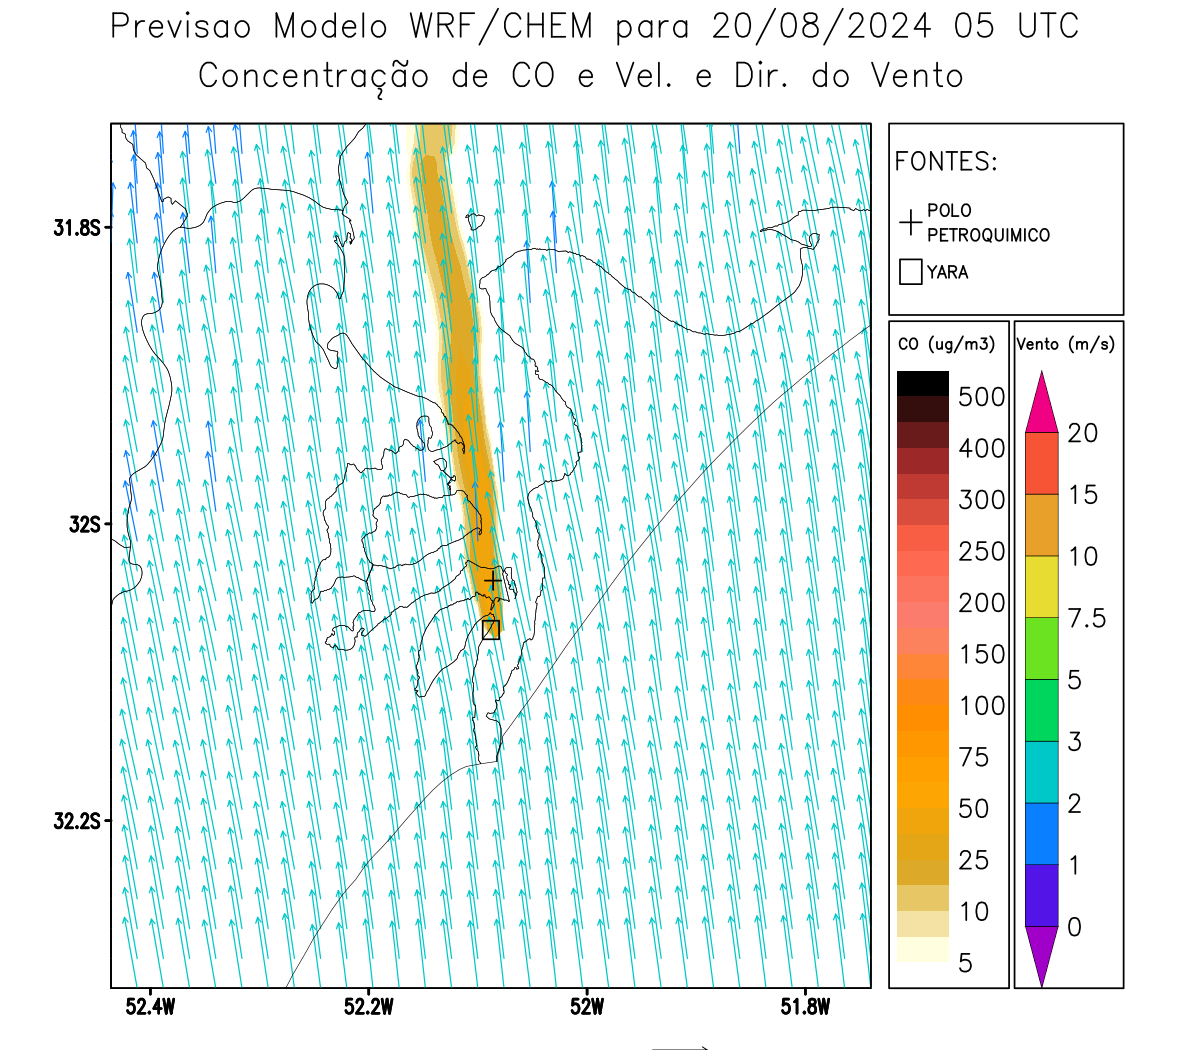 Previsao Modelo WRF/CHEM para 20/08/2024 05 UTC
Concentração de CO e Vel. e Dir. do Vento
FONTES:
POLO
PETROQUIMICO
YARA
CO (ug/m3)
500
400
300
250
200
150
100
75
50
25
10
5
Vento (m/s)
20
15
10
7.5
5
3
2
1
0
31.8S
32S
32.2S
52.4W
52.2W
52W
51.8W